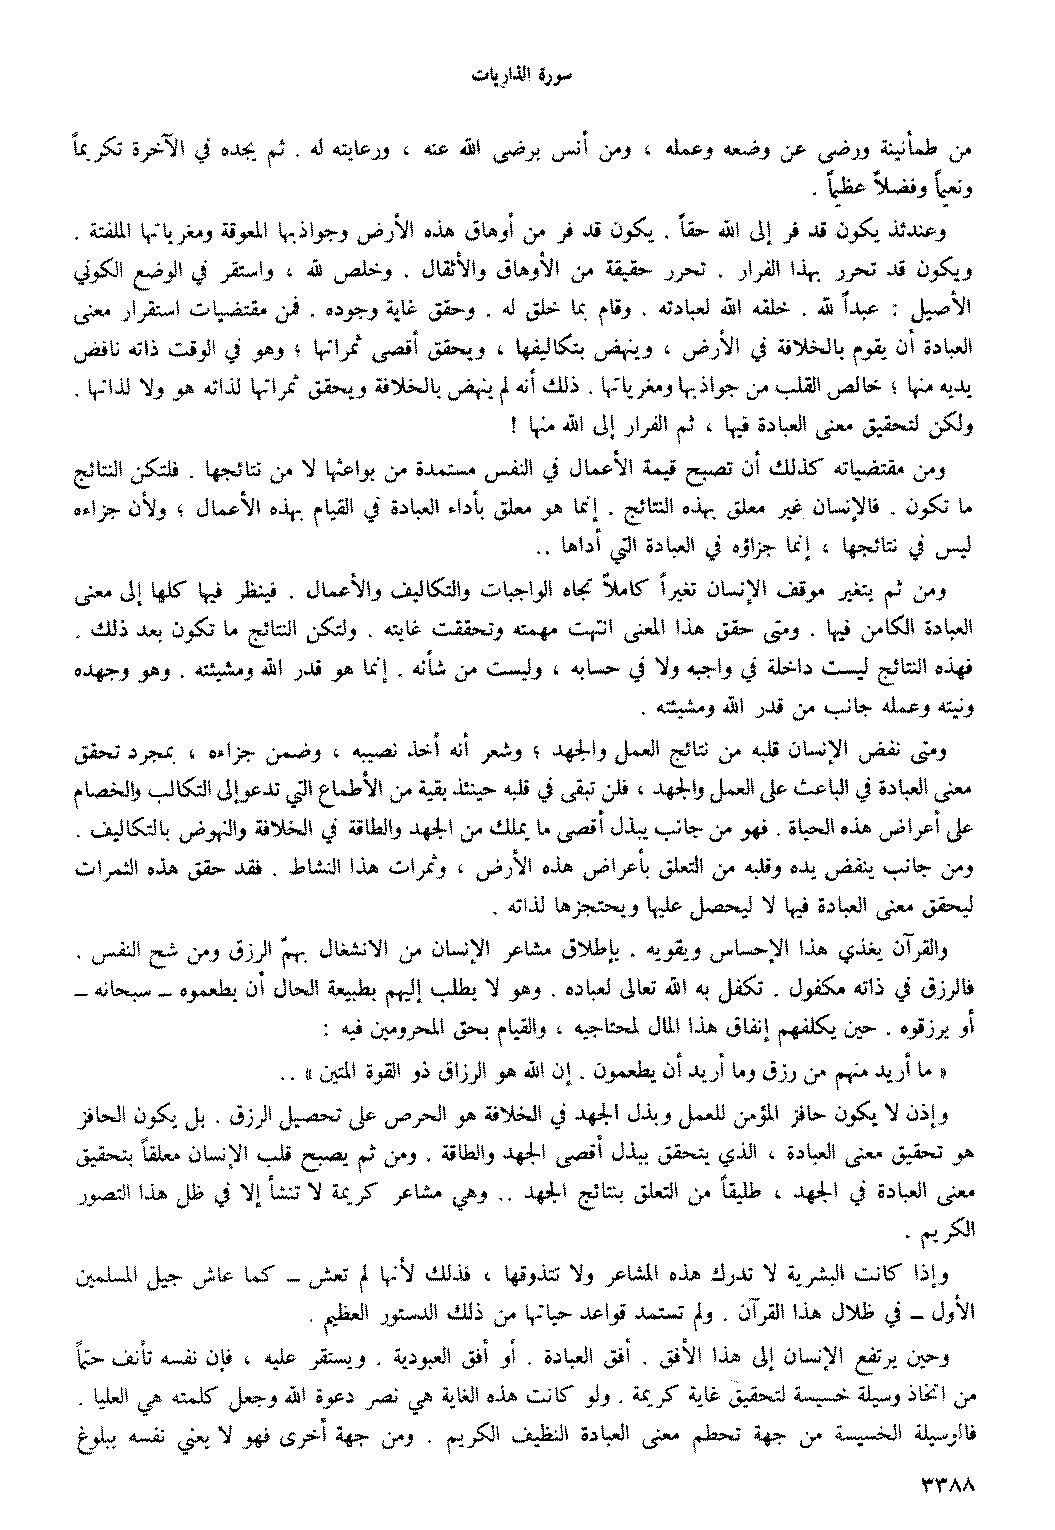 سورة الذاريات
من طمأنينة ورضى عن وضعه وعمله ، ومن أنس برضى الله عنه ، ورعايته له . ثم يجده في الآخرة تكريماً
ونعيماً وفضلاً عظيماً .
وعندئذ يكون قد فر إلى الله حقاً . يكون قد فر من أوهاق هذه الأرض وجواذبها المعوقة ومغرياتها الملفتة .
ويكون قد تحرر بهذا الفرار . تحرر حقيقة من الأوهاق والأثقال . وخلص لله ، واستقر في الوضع الكوني
الأصيل : عبداً لله . خلقه الله لعبادته . وقام بما خلق له . وحقق غاية وجوده . فمن مقتضيات استقرار معنى
العبادة أن يقوم بالخلافة في الأرض ، وينهض بتكاليفها ، ويحقق أقصى ثمراتها ؛ وهو في الوقت ذاته نافض
يديه منها ؛ خالص القلب من جواذبها ومغرياتها . ذلك أنه لم ينهض بالخلافة ويحقق ثمراتها لذاته هو ولا لذاتها .
ولكن لتحقيق معنى العبادة فيها ، ثم الفرار إلى الله منها !
ومن مقتضياته كذلك أن تصبح قيمة الأعمال في النفس مستمدة من بواعثها لا من نتائجها . فلتكن النتائج
ما تكون . فالإنسان غير معلق بهذه النتائج . إنما هو معلق بأداء العبادة في القيام بهذه الأعمال ؛ ولأن جزاءه
ليس في نتائجها ، إنما جزاؤه في العبادة التي أداها ..
ومن ثم يتغير موقف الإنسان تغيراً كاملاً تجاه الواجبات والتكاليف والأعمال . فينظر فيها كلها إلى معنى
العبادة الكامن فيها . ومتى حقق هذا المعنى انتهت مهمته وتحققت غايته . ولتكن النتائج ما تكون بعد ذلك .
فهذه النتائج ليست داخلة في واجبه ولا في حسابه ، وليست من شأنه . إنما هو قدر الله ومشيئته . وهو وجهده
ونيته وعمله جانب من قدر الله ومشيئته .
ومتى نفض الإنسان قلبه من نتائج العمل والجهد ؛ وشعر أنه أخذ نصيبه ، وضمن جزاءه ، بمجرد تحقق
معنى العبادة في الباعث على العمل والجهد ، فلن تبقى في قلبه حينئذ بقية من الأطماع التي تدعو إلى التكالب والخصام
على أعراض هذه الحياة . فهو من جانب يبذل أقصى ما يملك من الجهد والطاقة في الخلافة والنهوض بالتكاليف .
ومن جانب ينفض يده وقلبه من التعلق بأعراض هذه الأرض ، وثمرات هذا النشاط . فقد حقق هذه الثمرات
ليحقق معنى العبادة فيها لا ليحصل عليها ويحتجزها لذاته .
والقرآن يغذي هذا الإحساس ويقويه . بإطلاق مشاعر الإنسان من الانشغال بهمّ الرزق ومن شح النفس .
فالرزق في ذاته مكفول . تكفل به الله تعالى لعباده . وهو لا يطلب إليهم بطبيعة الحال أن يطعموه – سبحانه –
أو يرزقوه . حين يكلفهم إنفاق هذا المال لمحتاجيه ، والقيام بحق المحرومين فيه :
« ما أريد منهم من رزق وما أريد أن يطعمون . إن الله هو الرزاق ذو القوة المتين » ..
وإذن لا يكون حافز المؤمن للعمل وبذل الجهد في الخلافة هو الحرص على تحصيل الرزق . بل يكون الحافز
هو تحقيق معنى العبادة ، الذي يتحقق ببذل أقصى الجهد والطاقة . ومن ثم يصبح قلب الإنسان معلقاً بتحقيق
معنى العبادة في الجهد ، طليقاً من التعلق بنتائج الجهد .. وهي مشاعر كريمة لا تنشأ إلا في ظل هذا التصور
الكريم .
وإذا كانت البشرية لا تدرك هذه المشاعر ولا تتذوقها ، فذلك لأنها لم تعش – كما عاش جيل المسلمين
الأول – في ظلال هذا القرآن . ولم تستمد قواعد حياتها من ذلك الدستور العظيم .
وحين يرتفع الإنسان إلى هذا الأفق . أفق العبادة . أو أفق العبودية . ويستقر عليه ، فإن نفسه تأنف حتماً
من اتخاذ وسيلة خسيسة لتحقيق غاية كريمة . ولو كانت هذه الغاية هي نصر دعوة الله وجعل كلمته هي العليا .
فالوسيلة الخسيسة من جهة تحطم معنى العبادة النظيف الكريم . ومن جهة أخرى فهو لا يعني نفسه ببلوغ
٣٣٨٨